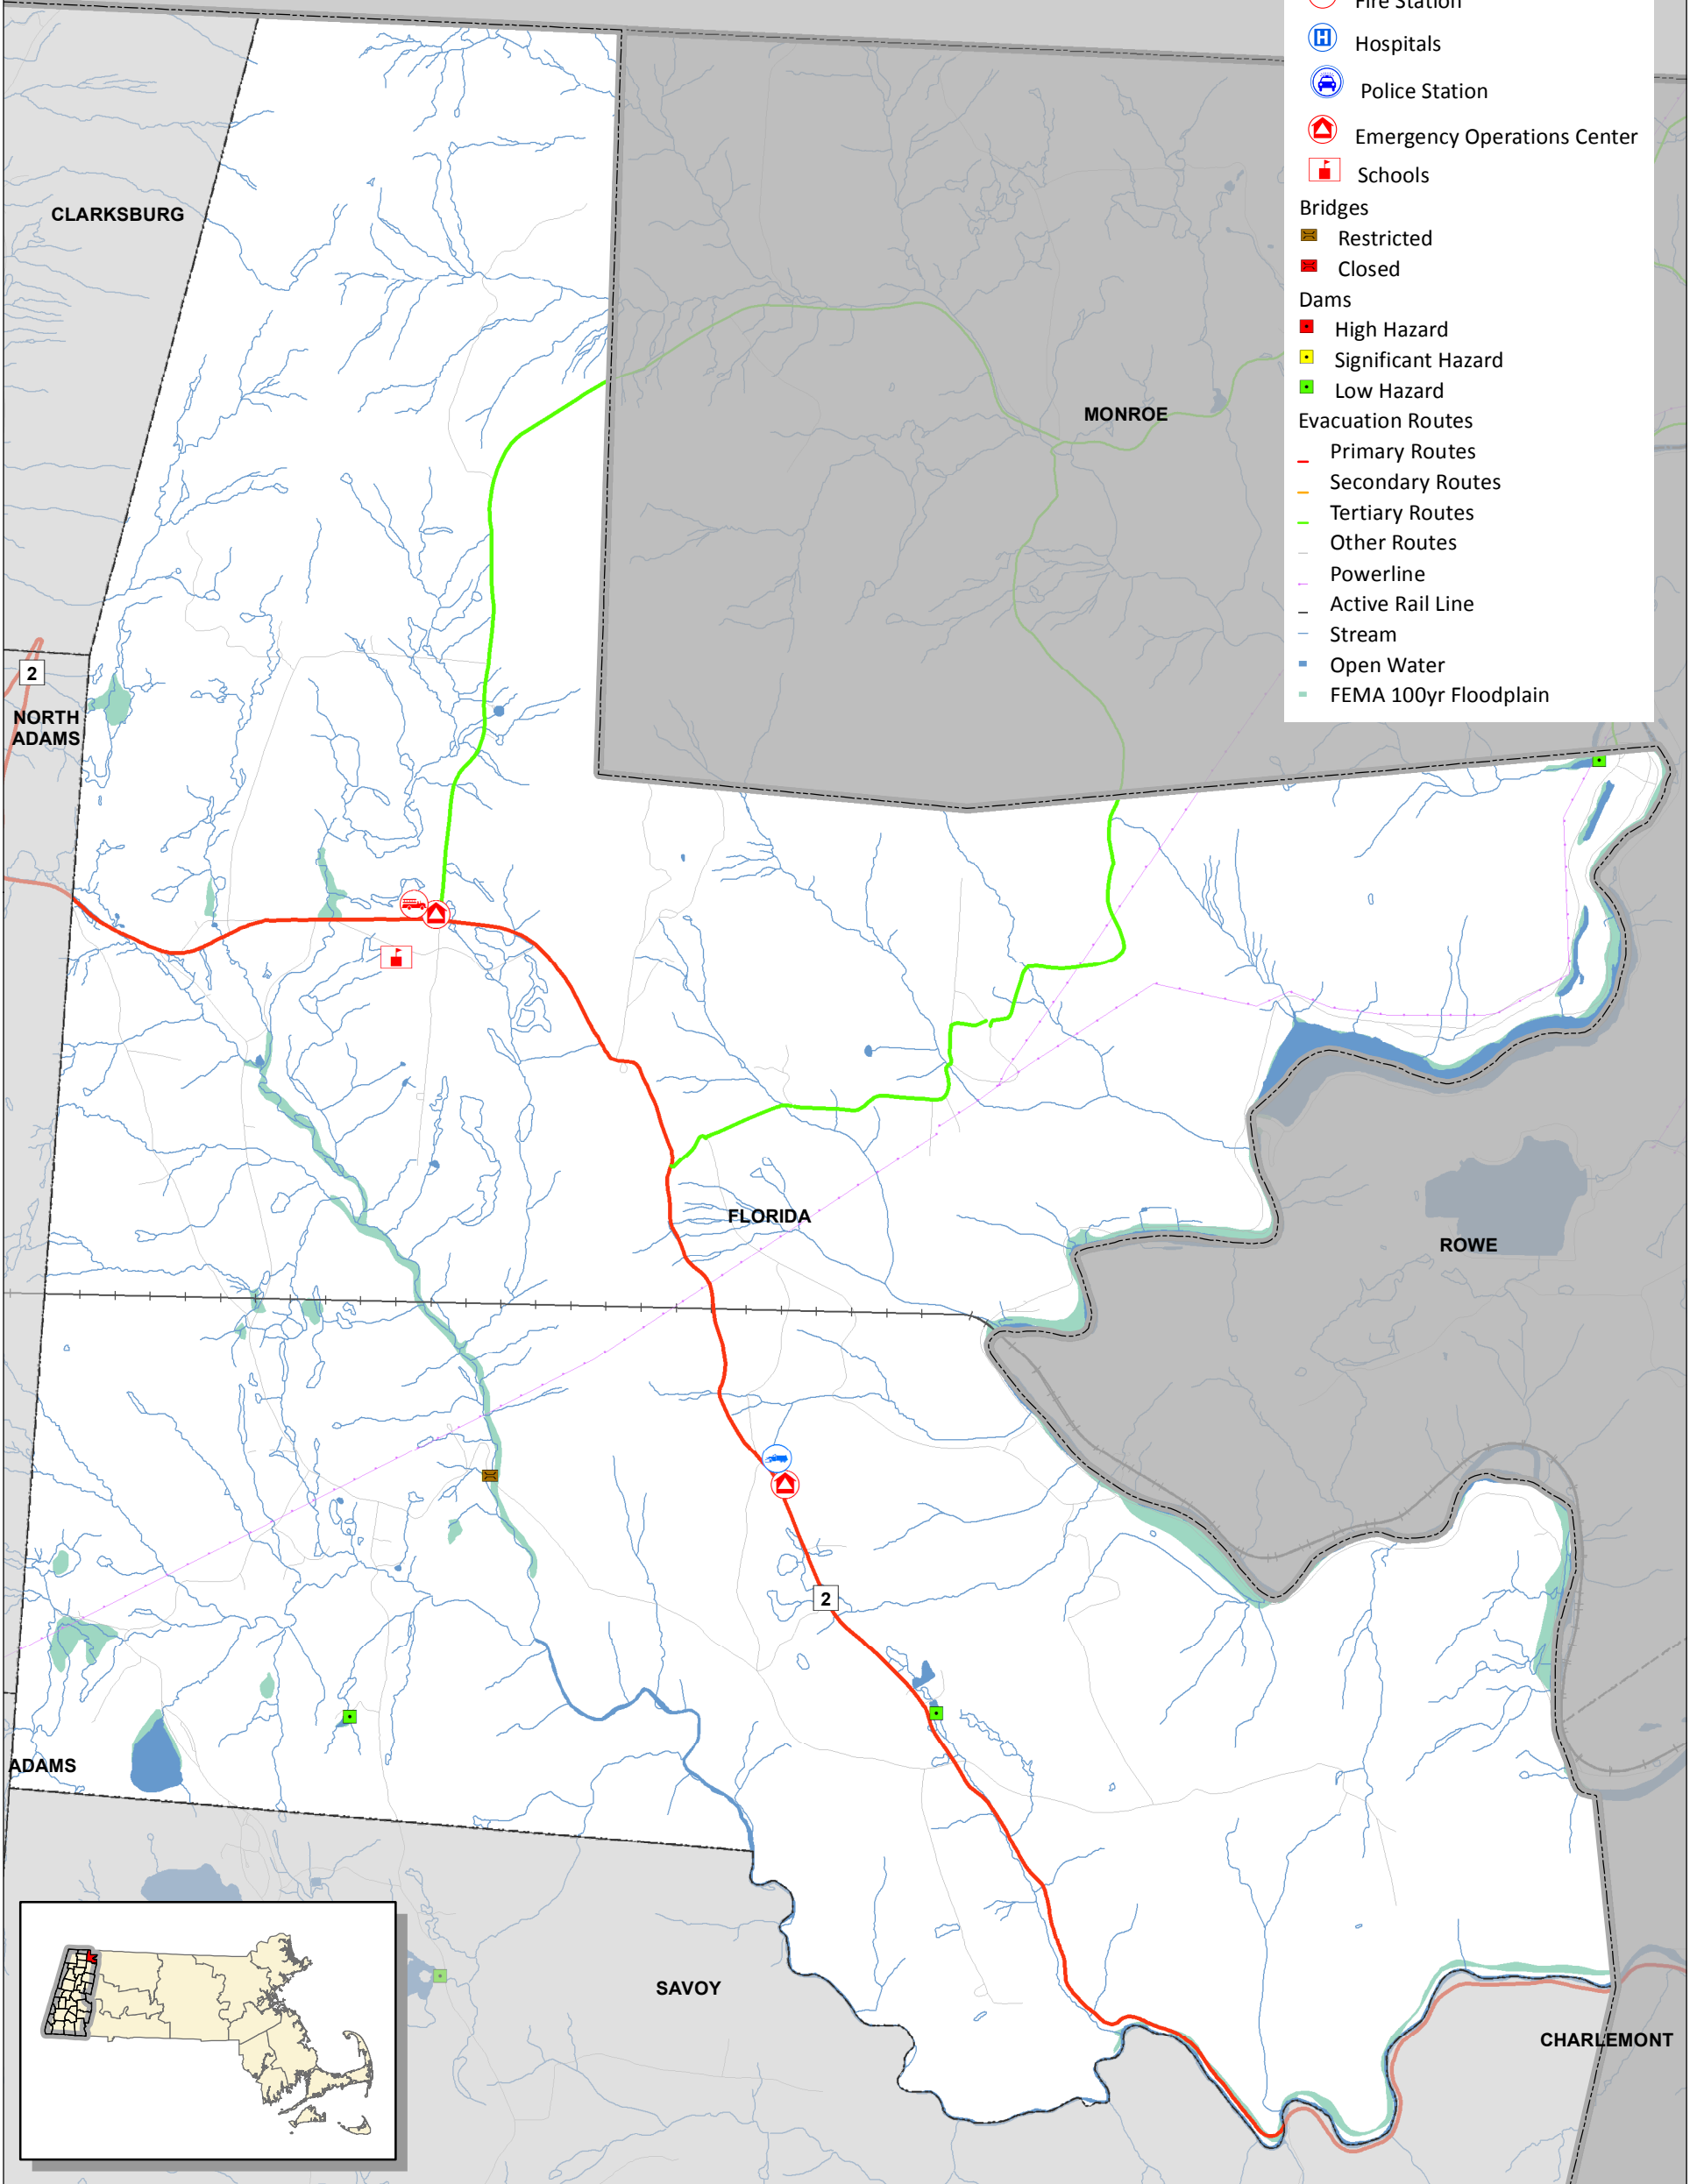 Fire Station
Hospitals
Police Station
Emergency Operations Center
Schools
Bridges
Restricted
Closed
Dams
High Hazard
Significant Hazard
Low Hazard
Evacuation Routes
Primary Routes
Secondary Routes
Tertiary Routes
Other Routes
Powerline
Active Rail Line
Stream
Open Water
FEMA 100yr Floodplain
CLARKSBURG
MONROE
2
NORTH
ADAMS
FLORIDA
ROWE
2
ADAMS
SAVOY
CHARLEMONT